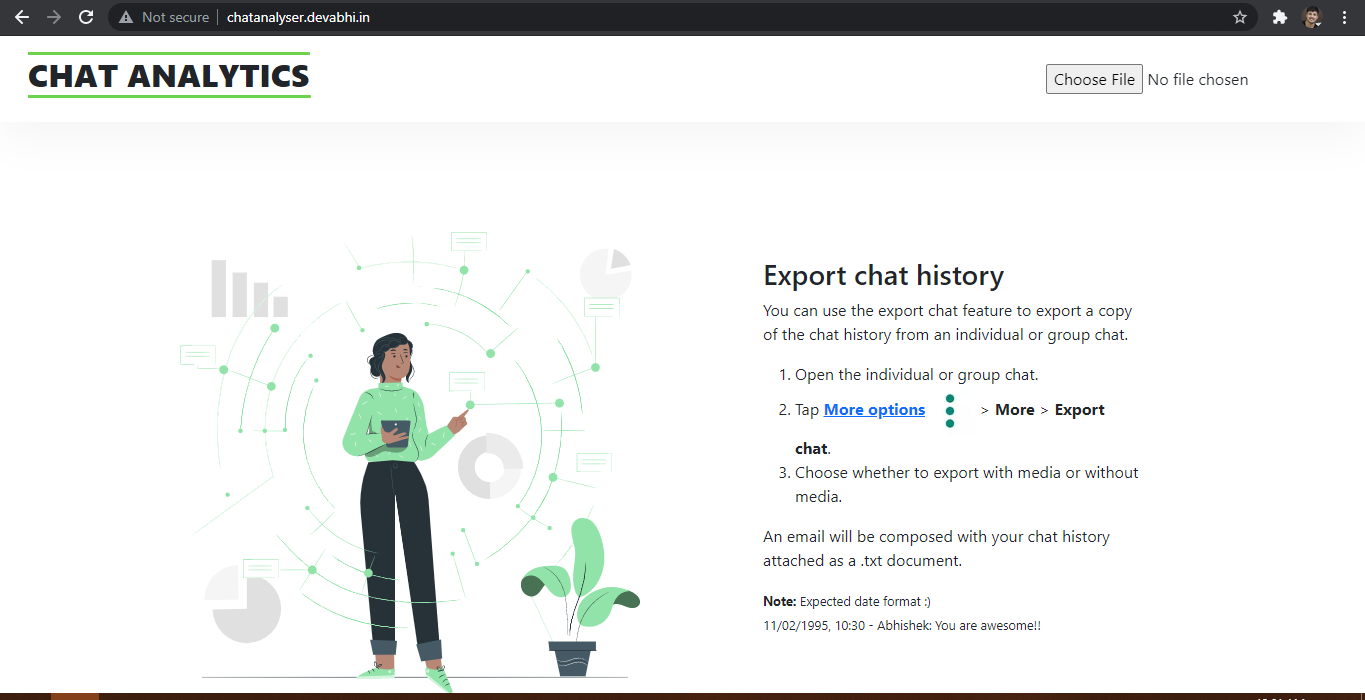 Not secure | chatanalyser.devabhi.in
CHAT ANALYTICS
Choose File No file chosen
Export chat history
You can use the export chat feature to export a copy
of the chat history from an individual or group chat.
1. Open the individual or group chat.
2. Tap More options > More > Export
chat.
3. Choose whether to export with media or without
media.
An email will be composed with your chat history
attached as a .txt document.
Note: Expected date format :)
11/02/1995, 10:30 - Abhishek: You are awesome!!